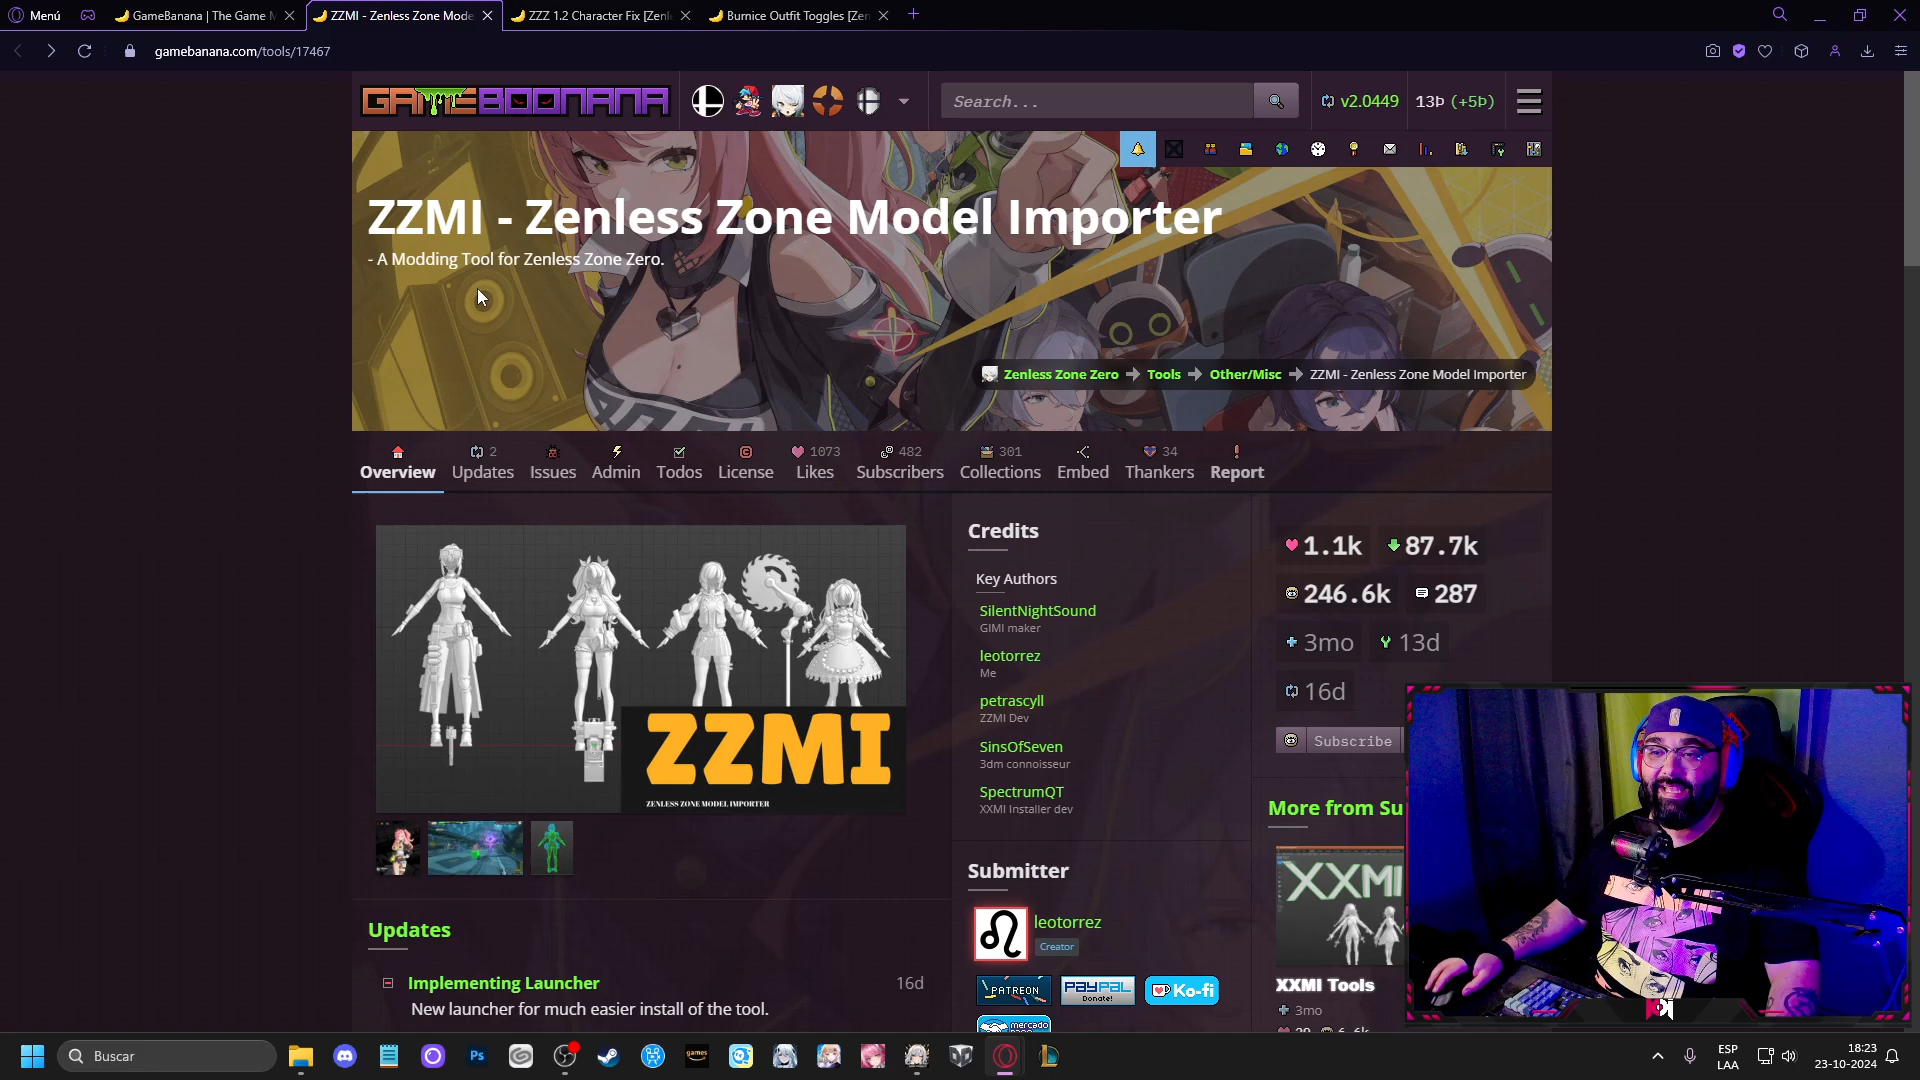 Menú
GameBanana | The Game M
ZZMI - Zenless Zone Mode
ZZZ 1.2 Character Fix [Zenl
Burnice Outfit Toggles [Zen
gamebanana.com/tools/17467
GAMEBOONANA
Search...
v2.0449
13Þ (+5Þ)
ZZMI - Zenless Zone Model Importer
- A Modding Tool for Zenless Zone Zero.
Zenless Zone Zero
Tools
Other/Misc
ZZMI - Zenless Zone Model Importer
Overview
2
Updates
Issues
Admin
Todos
License
1073
Likes
482
Subscribers
301
Collections
Embed
34
Thankers
Report
ZZMI
ZENLESS ZONE MODEL IMPORTER
Updates
Implementing Launcher
16d
New launcher for much easier install of the tool.
Credits
Key Authors
SilentNightSound
GIMI maker
leotorrez
Me
petrascyll
ZZMI Dev
SinsOfSeven
3dm connoisseur
SpectrumQT
XXMI Installer dev
Submitter
leotorrez
Creator
PATREON
PAYPAL
Donate!
Ko-fi
mercado
1.1k
87.7k
246.6k
287
3mo
13d
16d
Subscribe
More from Su
XXMI
XXMI Tools
3mo
Buscar
Ps
games
ESP
LAA
18:23
23-10-2024